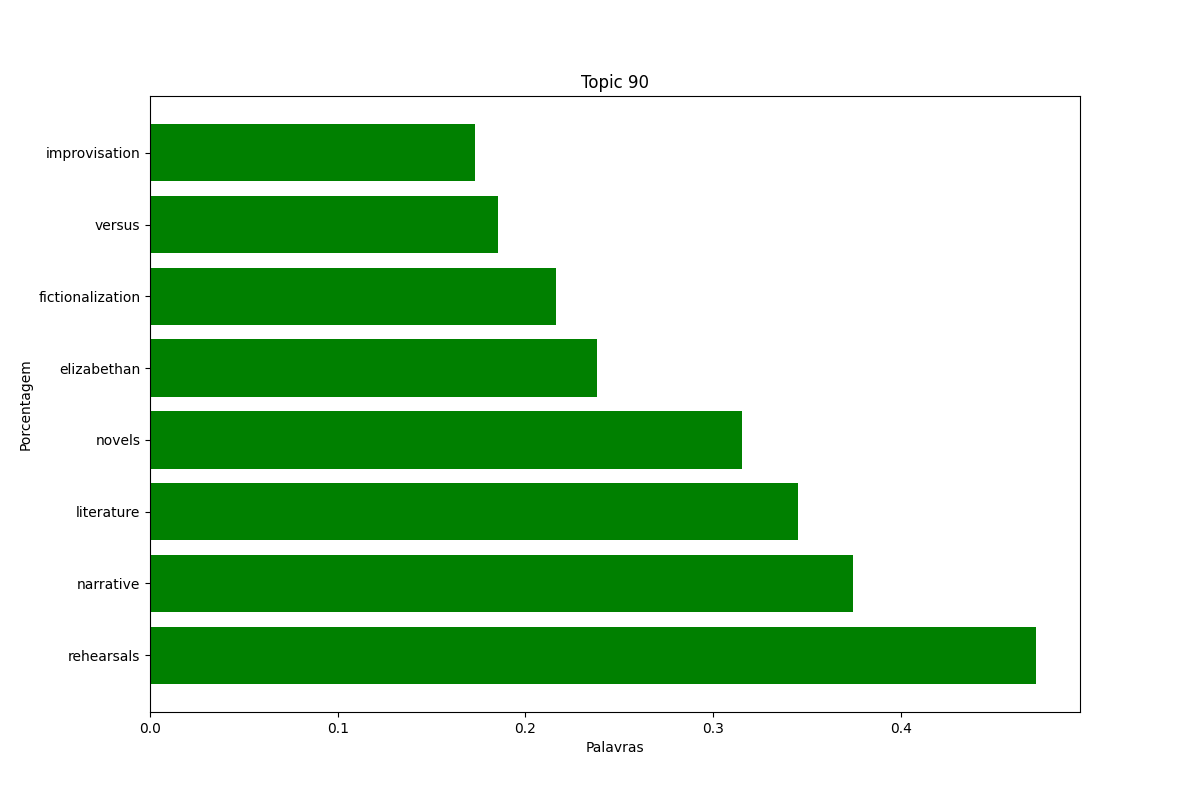 Topic 90
improvisation
versus
fictionalization
elizabethan
novels
literature
narrative
rehearsals
Porcentagem
0.0 0.1 0.2 0.3 0.4
Palavras